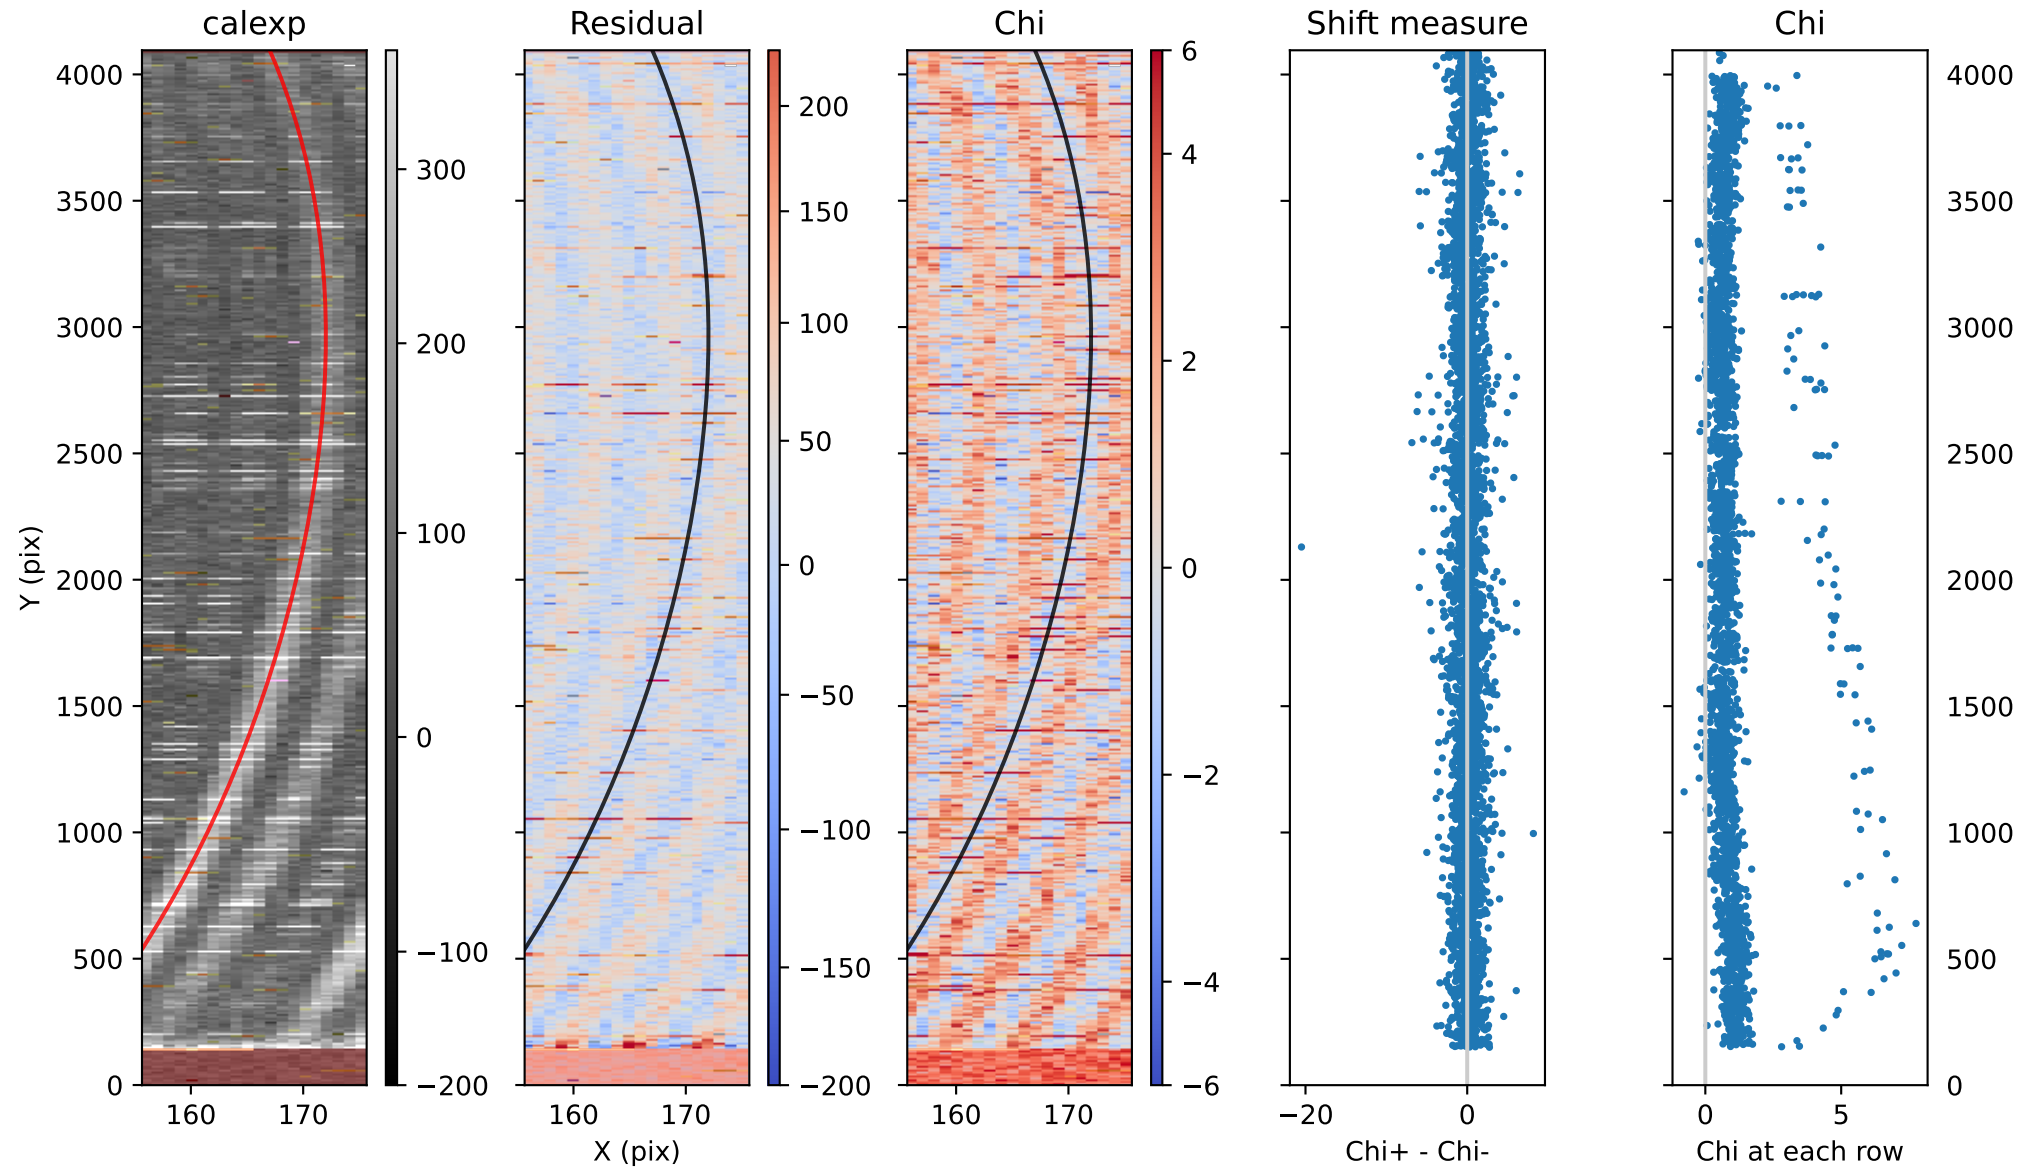 calexp Residual Chi Shift measure Chi
4000 300 200 6 4000
3500 150 4 3500
3000 200 100 2 3000
2500 50 2500
2000 100 0 0 2000
1500 0 −50 −2 1500
1000 −100 1000
500 −100 −150 −4 500
0 −200 −200 −6 0
160 170 160 170 160 170 −20 0 0 5
Y (pix)
X (pix) Chi+ - Chi- Chi at each row